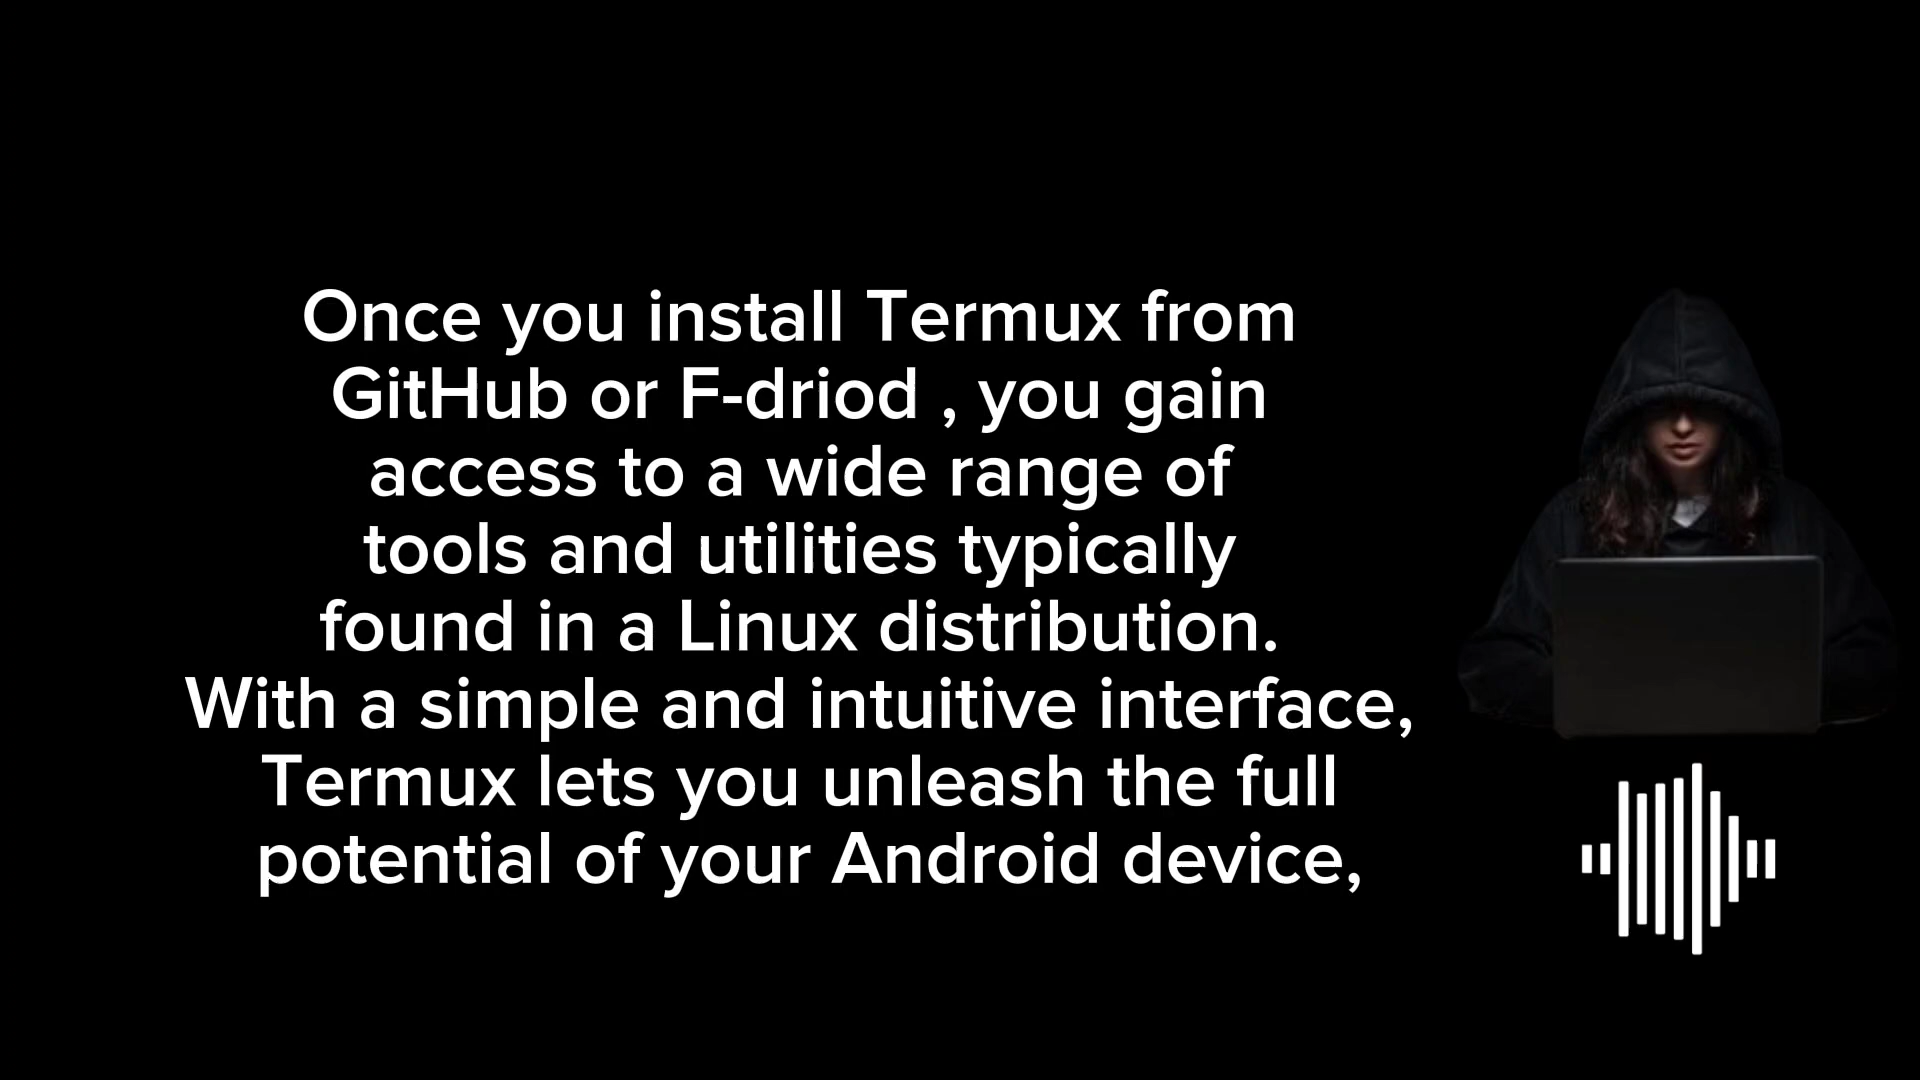 Once you install Termux from
GitHub or F-driod , you gain
access to a wide range of
tools and utilities typically
found in a Linux distribution.
With a simple and intuitive interface,
Termux lets you unleash the full
potential of your Android device,